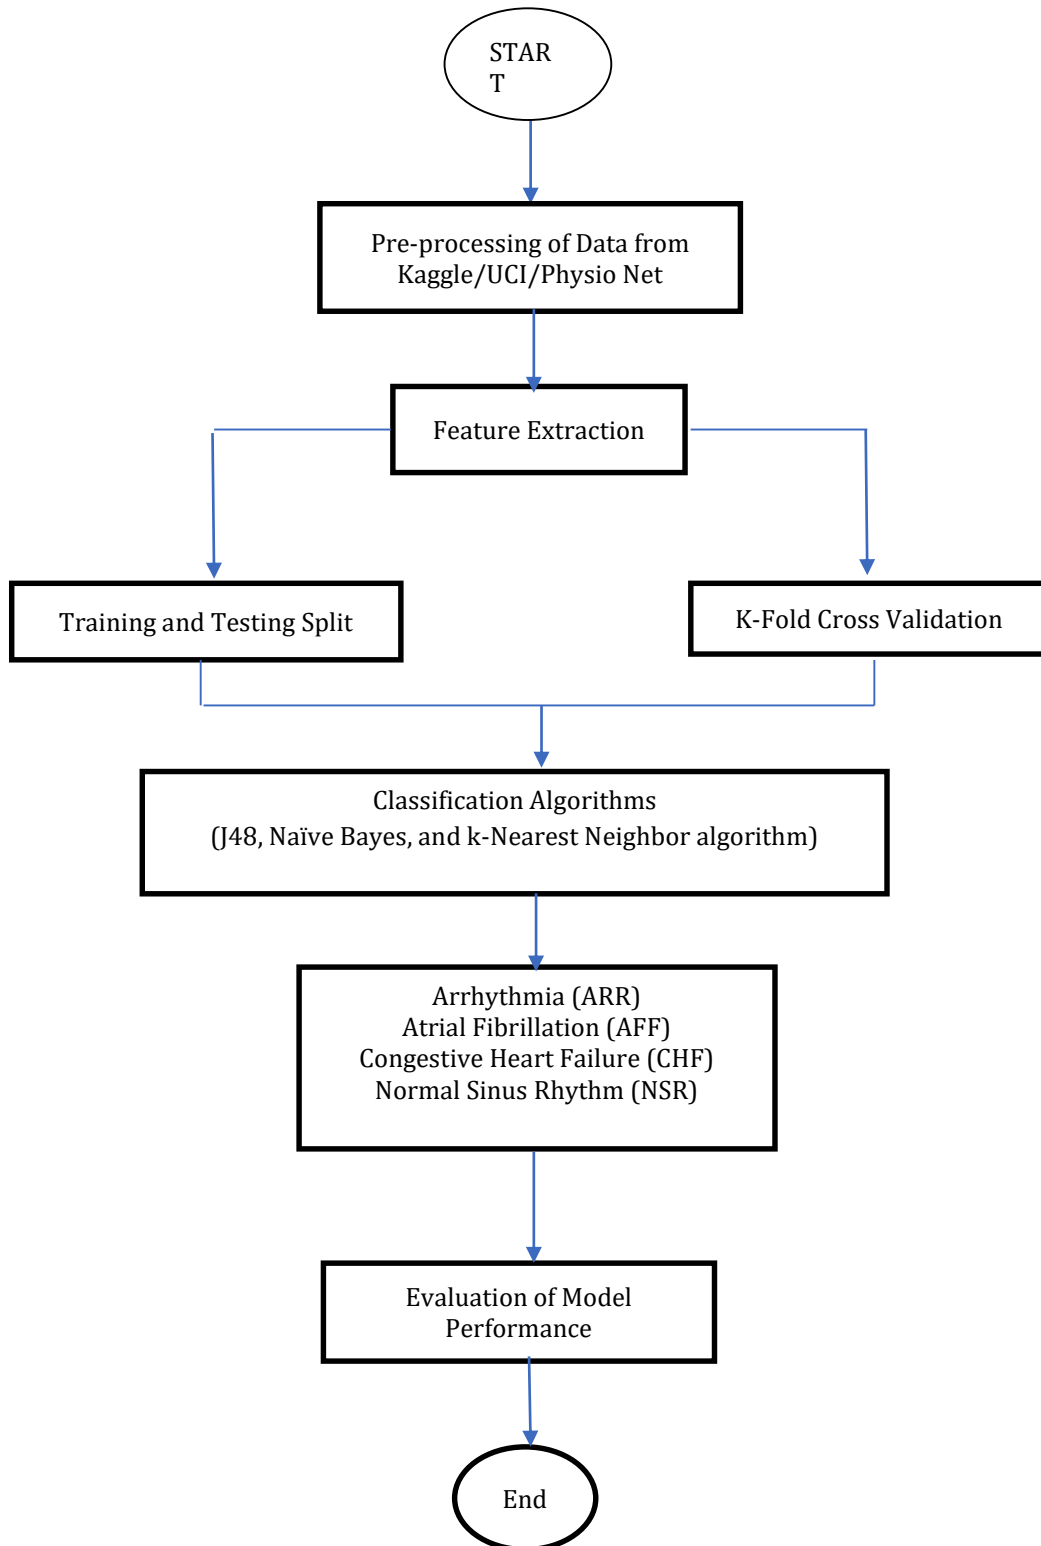 STAR
T
Pre-processing of Data from
Kaggle/UCI/Physio Net
Feature Extraction
Training and Testing Split
K-Fold Cross Validation
Classification Algorithms
(J48, Naïve Bayes, and k-Nearest Neighbor algorithm)
Arrhythmia (ARR)
Atrial Fibrillation (AFF)
Congestive Heart Failure (CHF)
Normal Sinus Rhythm (NSR)
Evaluation of Model
Performance
End